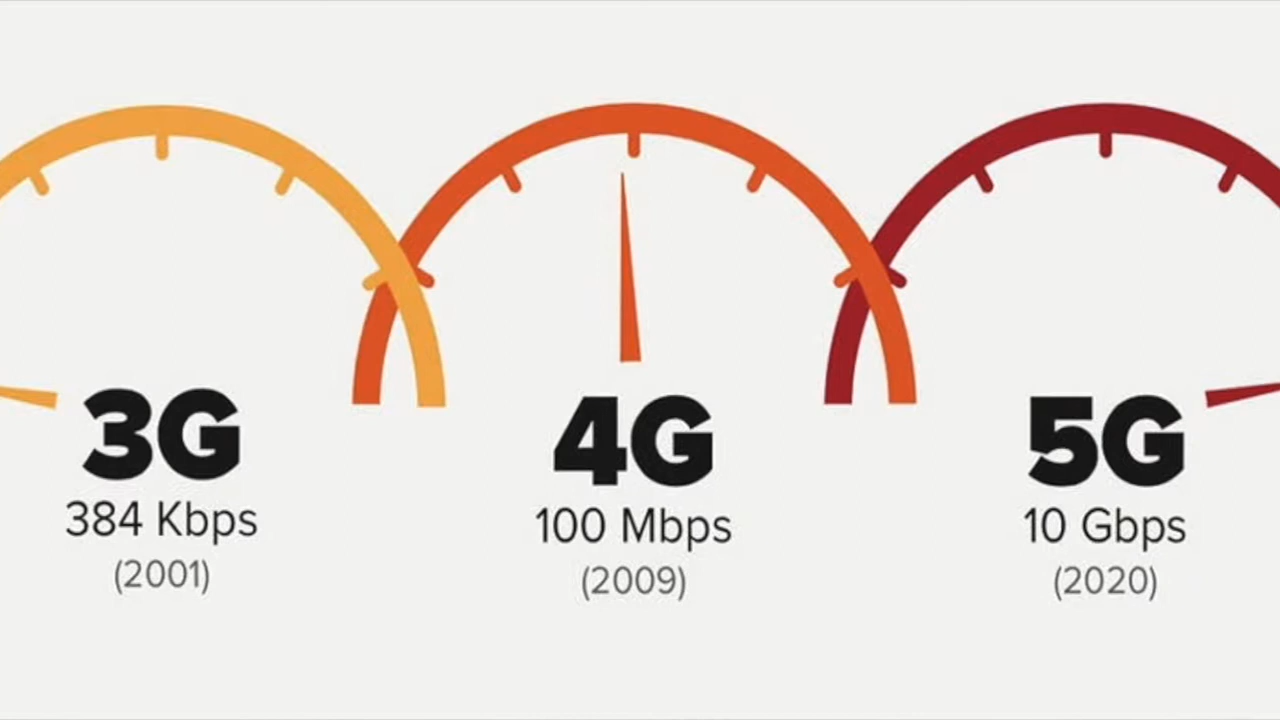 3G
384 Kbps
(2001)
4G
100 Mbps
(2009)
5G
10 Gbps
(2020)